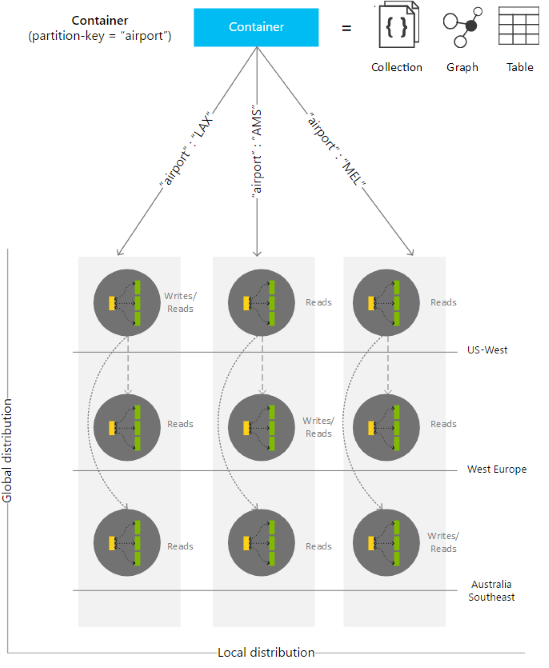 Container
(partition-key = “airport”)
Container
=
{ }
Collection
Graph
Table
“airport” : “LAX”
“airport” : “AMS”
“airport” : “MEL”
Writes/
Reads
Reads
Reads
US-West
Reads
Writes/
Reads
Reads
West Europe
Reads
Reads
Writes/
Reads
Australia
Southeast
Global distribution
Local distribution